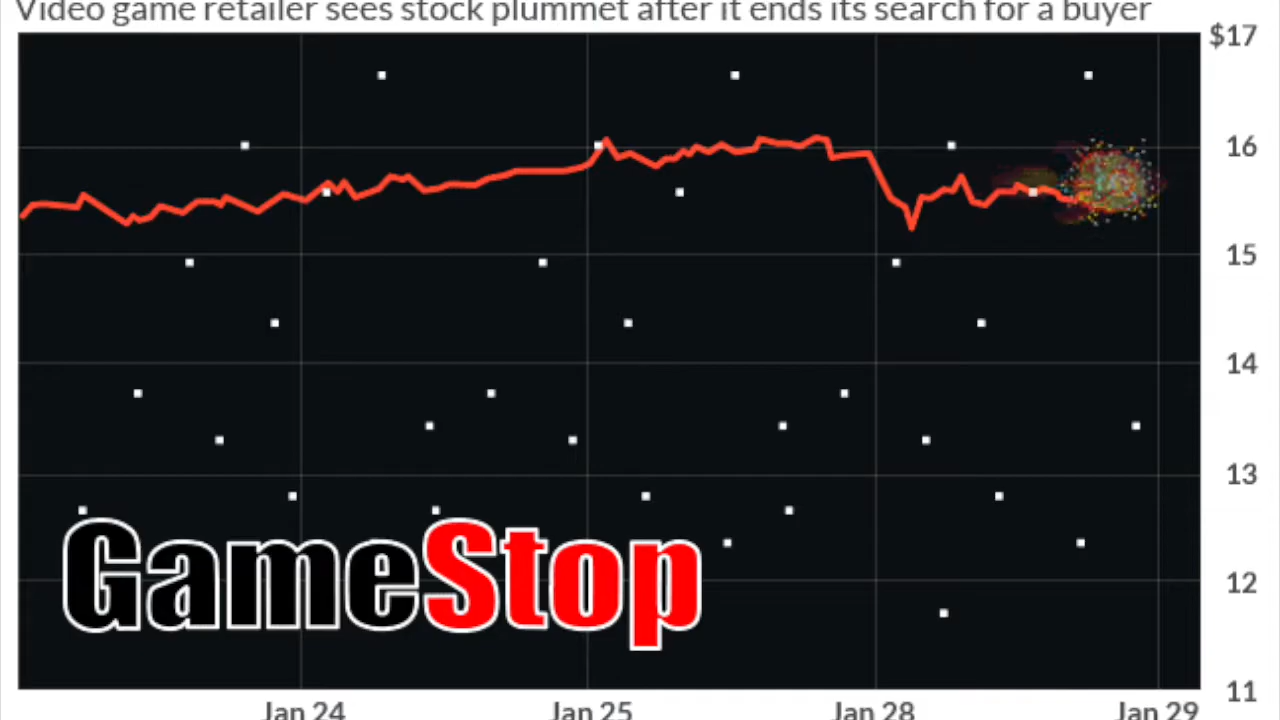 Video game retailer sees stock plummet after it ends its search for a buyer
$17
16
15
14
13
12
11
GameStop
Jan 24 Jan 25 Jan 28 Jan 29